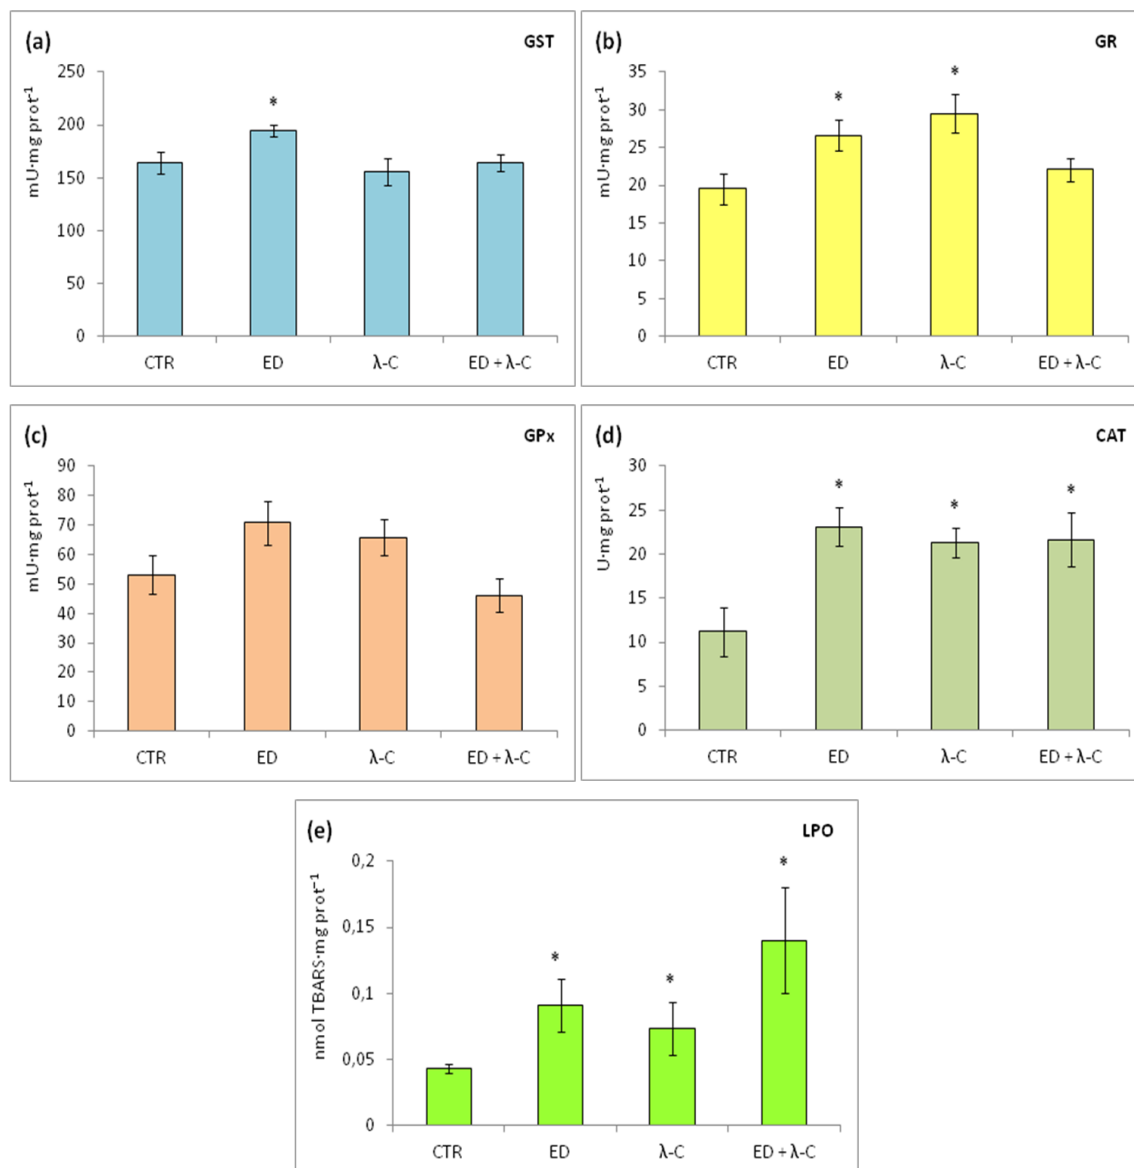 (a) GST
mU·mg prot⁻¹
250
200
150
100
50
0
*
CTR ED λ-C ED + λ-C
(b) GR
mU·mg prot⁻¹
35
30
25
20
15
10
5
0
* *
CTR ED λ-C ED + λ-C
(c) GPx
mU·mg prot⁻¹
90
80
70
60
50
40
30
20
10
0
CTR ED λ-C ED + λ-C
(d) CAT
U·mg prot⁻¹
30
25
20
15
10
5
0
* * *
CTR ED λ-C ED + λ-C
(e) LPO
nmol TBARS·mg prot⁻¹
0,2
0,15
0,1
0,05
0
* * *
CTR ED λ-C ED + λ-C